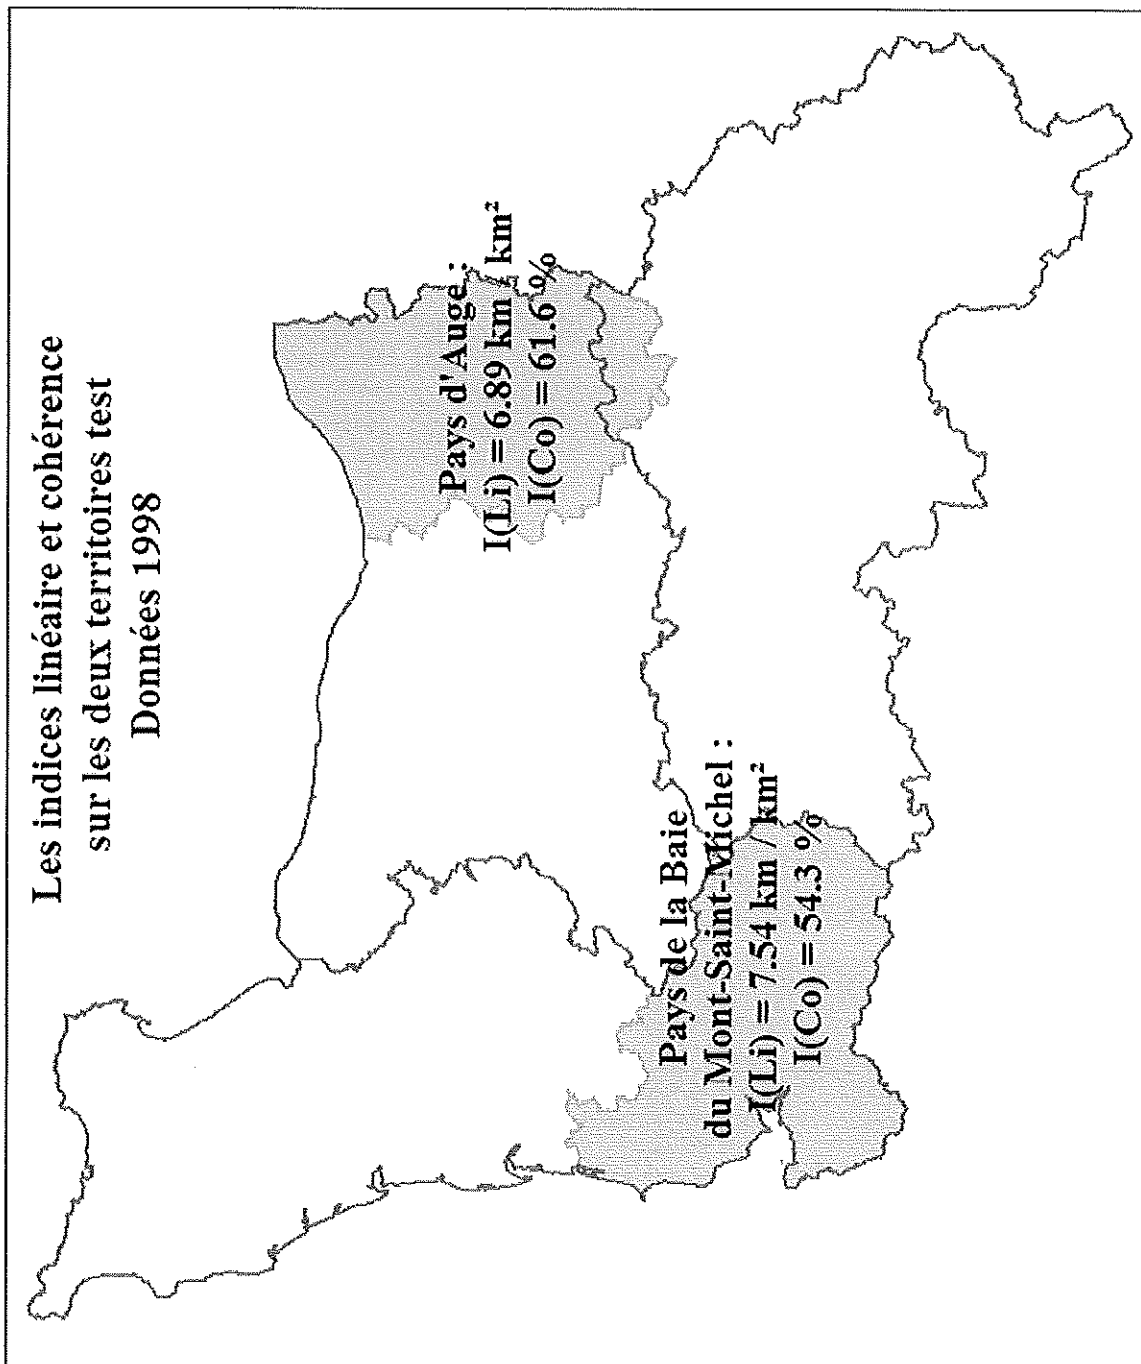 Les indices linéaire et cohérence
sur les deux territoires test
Données 1998
Pays d'Auge :
I(Li) = 6.89 km / km²
I(Co) = 61.6 %
Pays de la Baie
du Mont-Saint-Michel :
I(Li) = 7.54 km / km²
I(Co) = 54.3 %